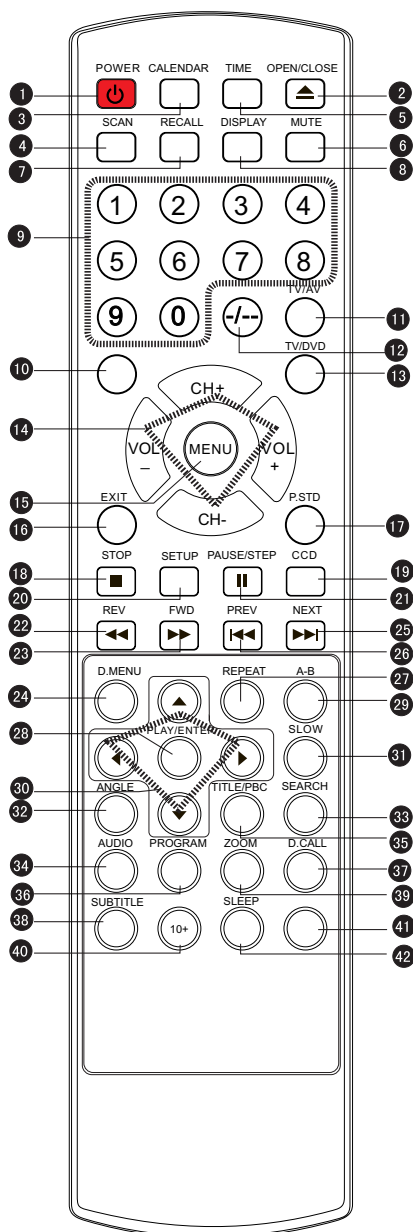 POWER CALENDAR TIME OPEN/CLOSE
1 2
3 5
SCAN RECALL DISPLAY MUTE
4 6
7 8
1 2 3 4
9
5 6 7 8
TV/AV
9 0 -/-- 11
12
TV/DVD
10 13
CH+
14
VOL
–
MENU
VOL
+
15
EXIT P.STD
16 CH- 17
STOP SETUP PAUSE/STEP CCD
18 19
20 21
REV FWD PREV NEXT
22 25
23 26
D.MENU REPEAT A-B
24 27
28 PLAY/ENTER 29
SLOW
30 31
ANGLE TITLE/PBC SEARCH
32 33
35
AUDIO PROGRAM ZOOM D.CALL
34 37
36 39
SUBTITLE SLEEP
38 10+ 41
40 42